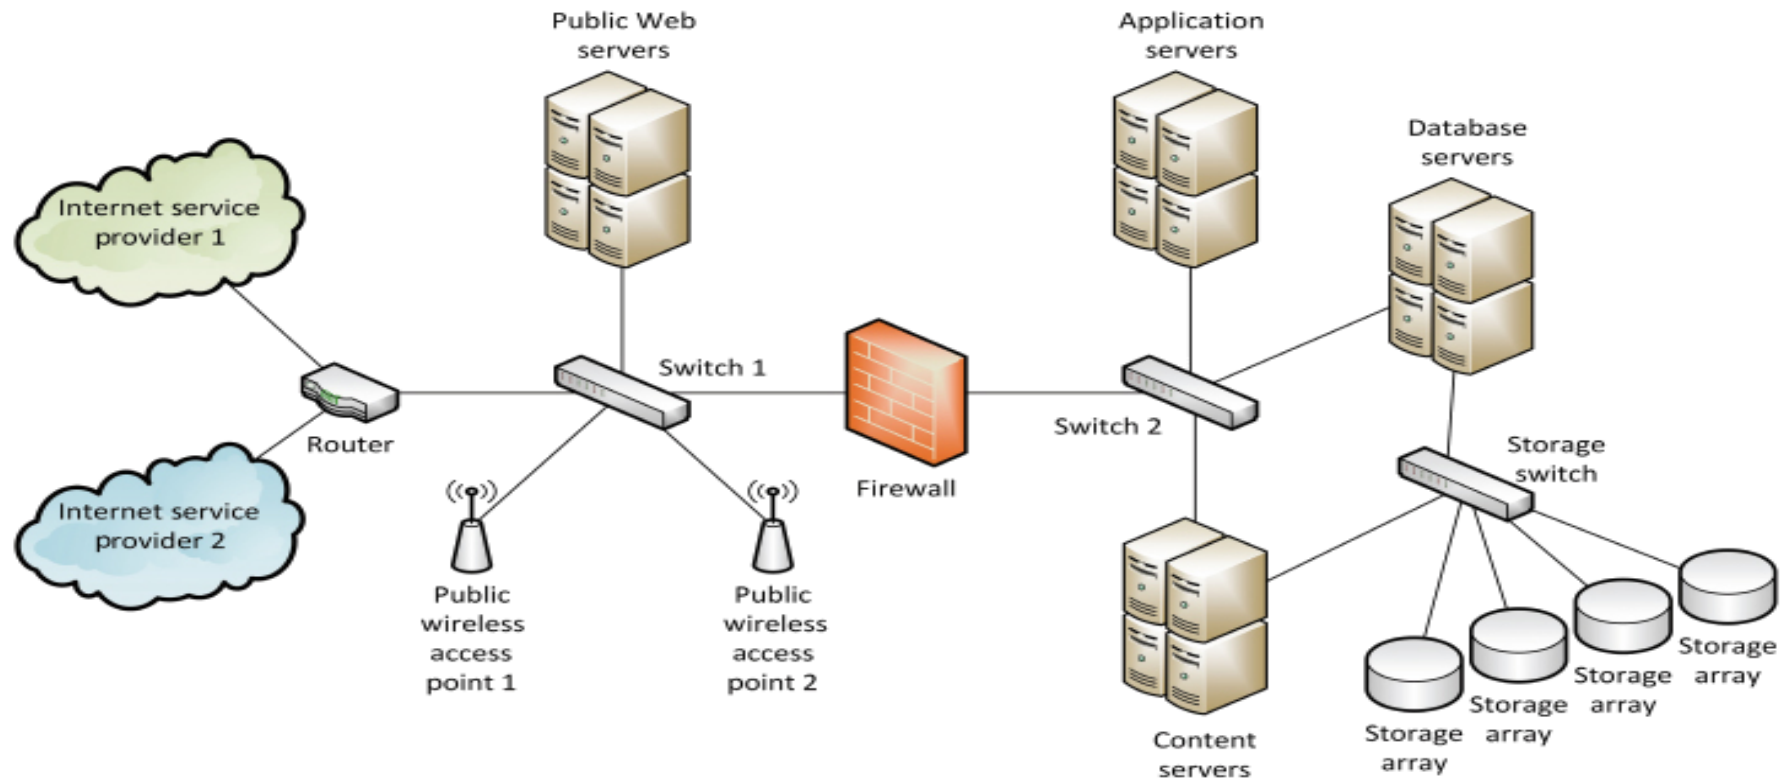 Public Web
servers
Application
servers
Database
servers
Internet service
provider 1
Switch 1
Router
Switch 2
Storage
switch
Firewall
Internet service
provider 2
Public
wireless
access
point 1
Public
wireless
access
point 2
Storage
array
Storage
array
Storage
array
Storage
array
Content
servers